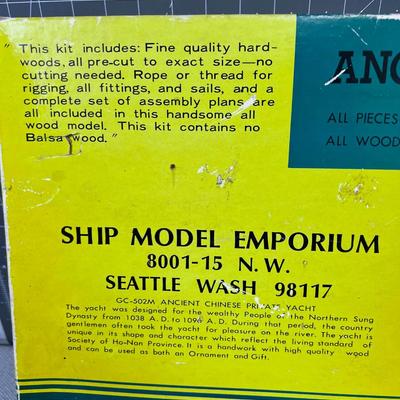 "This kit includes: Fine quality hard-
woods, all pre-cut to exact size—no
cutting needed. Rope or thread for
rigging, all fittings, and sails, and a
complete set of assembly plans are
all included in this handsome all
wood model. This kit contains no
Balsa wood."
ANC
ALL PIECES
ALL WOOD
SHIP MODEL EMPORIUM
8001-15 N.W.
SEATTLE WASH 98117
GC-502M ANCIENT CHINESE PRIVATE YACHT
The yacht was designed for the wealthy People of the Northern Sung
Dynasty from 1038 A.D. to 1096 A.D. During that period, the country
gentlemen often took the yacht for pleasure on the river. The yacht is
unique in its shape and character which reflect the living standard of
Society of Ho-Nan Province. It is a handwork with high quality wood
and can be used both an Ornament and Gift.